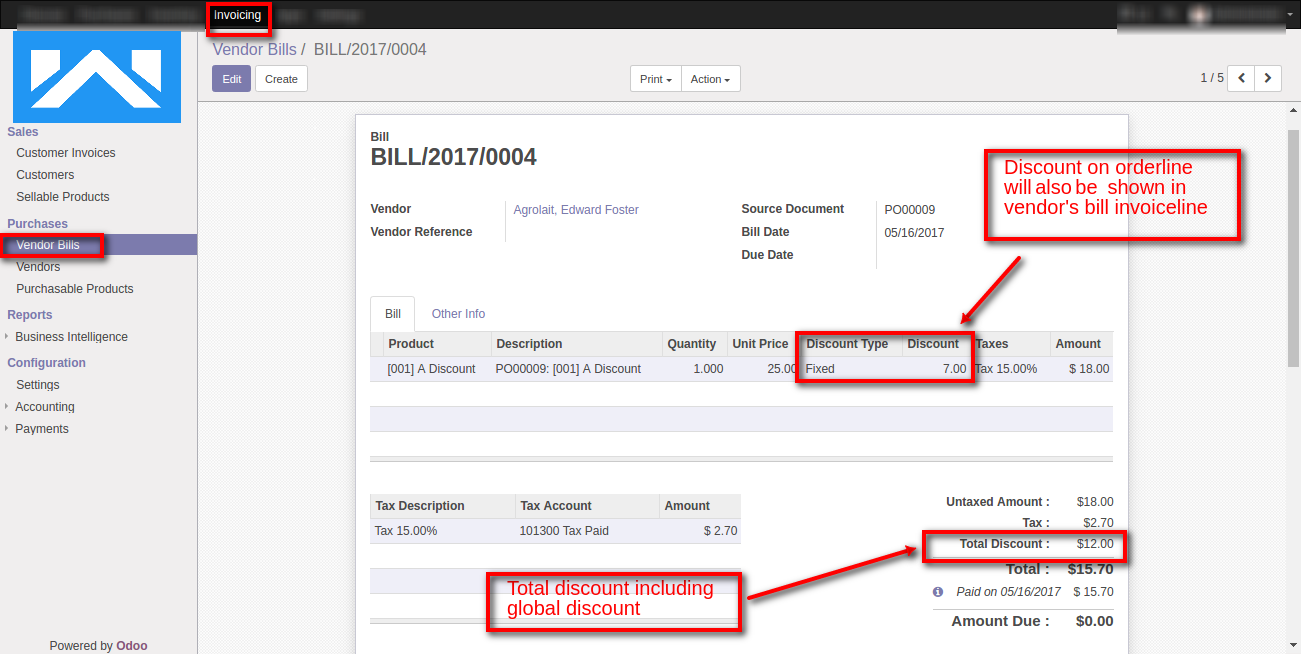 Invoicing
Vendor Bills / BILL/2017/0004
Edit Create Print Action 1 / 5
Sales
Customer Invoices
Customers
Sellable Products
Purchases
Vendor Bills
Vendors
Purchasable Products
Reports
Business Intelligence
Configuration
Settings
Accounting
Payments
Powered by Odoo
Bill
BILL/2017/0004
Vendor Agrolait, Edward Foster
Vendor Reference
Source Document PO00009
Bill Date 05/16/2017
Due Date
Discount on orderline
will also be shown in
vendor's bill invoiceline
Bill Other Info
Product Description Quantity Unit Price Discount Type Discount Taxes Amount
[001] A Discount PO00009: [001] A Discount 1.000 25.00 Fixed 7.00 Tax 15.00% $ 18.00
Tax Description Tax Account Amount
Tax 15.00% 101300 Tax Paid $ 2.70
Untaxed Amount : $18.00
Tax : $2.70
Total Discount : $12.00
Total : $15.70
Paid on 05/16/2017 $ 15.70
Amount Due : $0.00
Total discount including
global discount